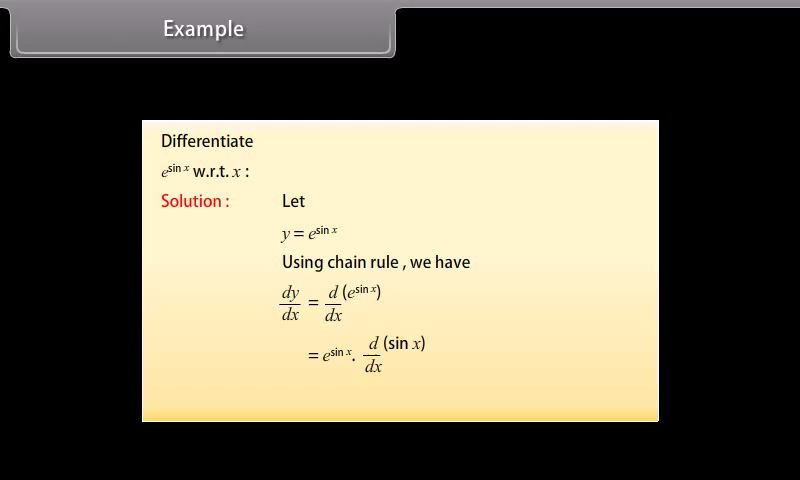 Example
Differentiate
e^sin x w.r.t. x :
Solution : Let
y = e^sin x
Using chain rule , we have
dy/dx = d/dx (e^sin x)
= e^sin x. d/dx (sin x)